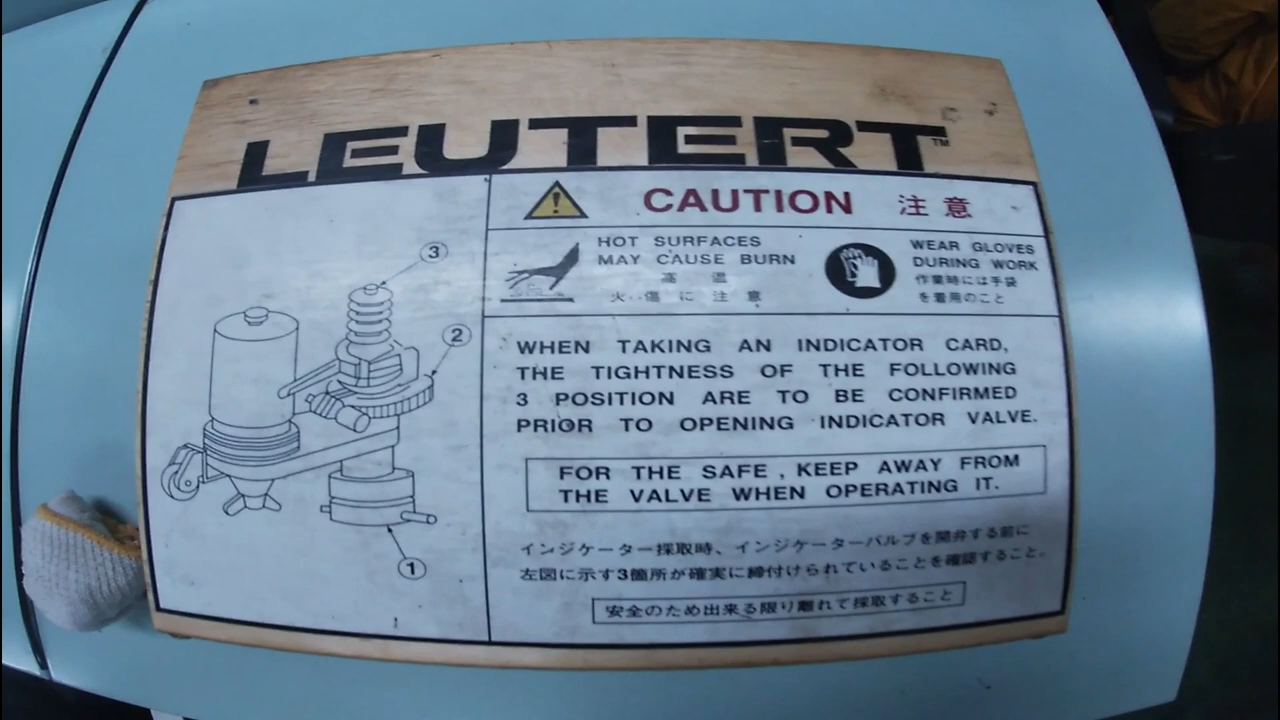 LEUTERT™
CAUTION 注意
HOT SURFACES
MAY CAUSE BURN
高温
火傷に注意
WEAR GLOVES
DURING WORK
作業時には手袋
を着用のこと
3
2
1
WHEN TAKING AN INDICATOR CARD,
THE TIGHTNESS OF THE FOLLOWING
3 POSITION ARE TO BE CONFIRMED
PRIOR TO OPENING INDICATOR VALVE.
FOR THE SAFE, KEEP AWAY FROM
THE VALVE WHEN OPERATING IT.
インジケーター採取時、インジケーターバルブを開弁する前に
左図に示す3箇所が確実に締付けられていることを確認すること。
安全のため出来る限り離れて採取すること